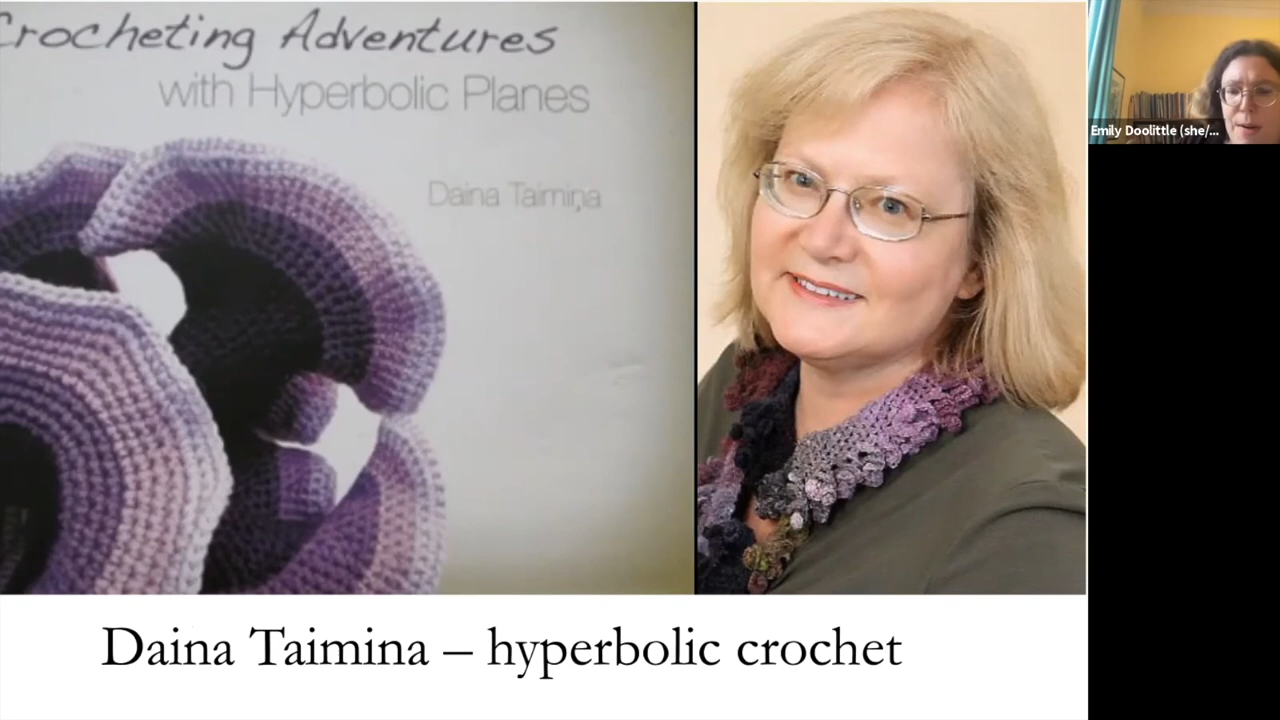 Crocheting Adventures
with Hyperbolic Planes
Daina Taimiņa
Emily Doolittle (she/...
Daina Taimina – hyperbolic crochet